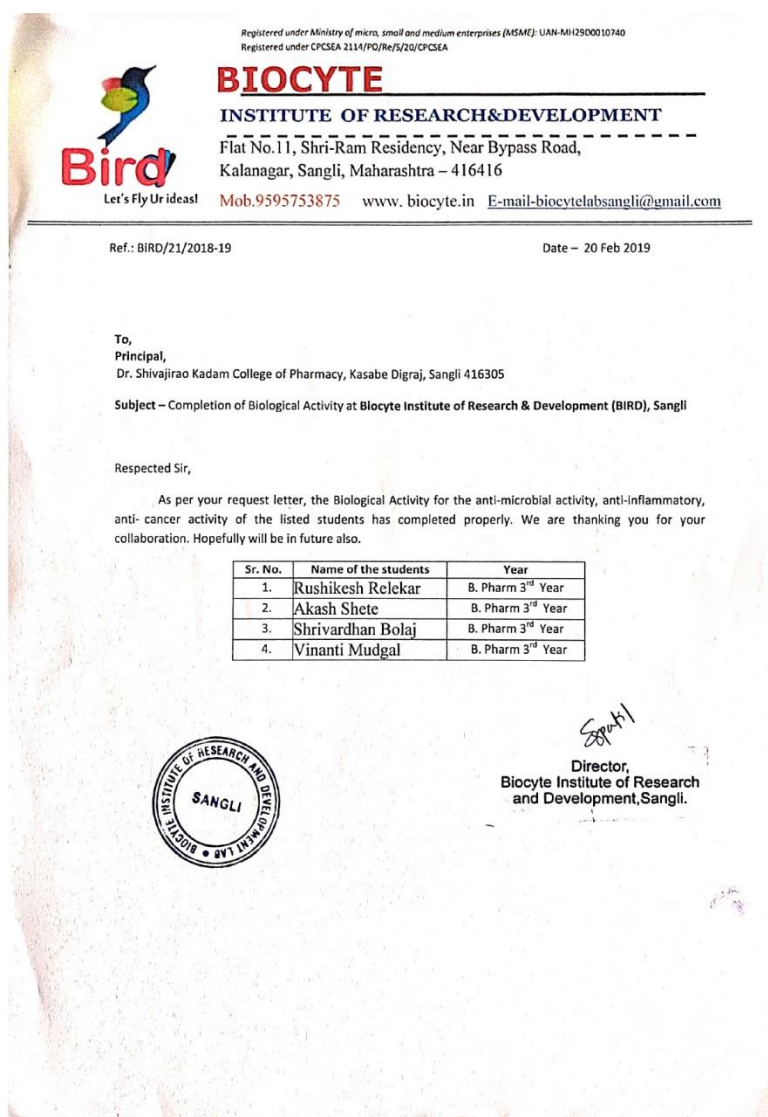 Registered under Ministry of micro, small and medium enterprises (MSME): UAN-MH29D0010740
Registered under CPCSEA 2114/PO/Re/S/20/CPCSEA
BIOCYTE
INSTITUTE OF RESEARCH&DEVELOPMENT
Flat No.11, Shri-Ram Residency, Near Bypass Road,
Kalanagar, Sangli, Maharashtra – 416416
Bird
Let's Fly Ur ideas!
Mob.9595753875 www. biocyte.in E-mail-biocytelabsangli@gmail.com
Ref.: BIRD/21/2018-19 Date – 20 Feb 2019
To,
Principal,
Dr. Shivajirao Kadam College of Pharmacy, Kasabe Digraj, Sangli 416305
Subject – Completion of Biological Activity at Biocyte Institute of Research & Development (BIRD), Sangli
Respected Sir,
As per your request letter, the Biological Activity for the anti-microbial activity, anti-inflammatory,
anti- cancer activity of the listed students has completed properly. We are thanking you for your
collaboration. Hopefully will be in future also.
Sr. No. Name of the students Year
1. Rushikesh Relekar B. Pharm 3rd Year
2. Akash Shete B. Pharm 3rd Year
3. Shrivardhan Bolaj B. Pharm 3rd Year
4. Vinanti Mudgal B. Pharm 3rd Year
Director,
Biocyte Institute of Research
and Development,Sangli.
BIOCYTE INSTITUTE OF RESEARCH AND DEVELOPMENT LAB
SANGLI